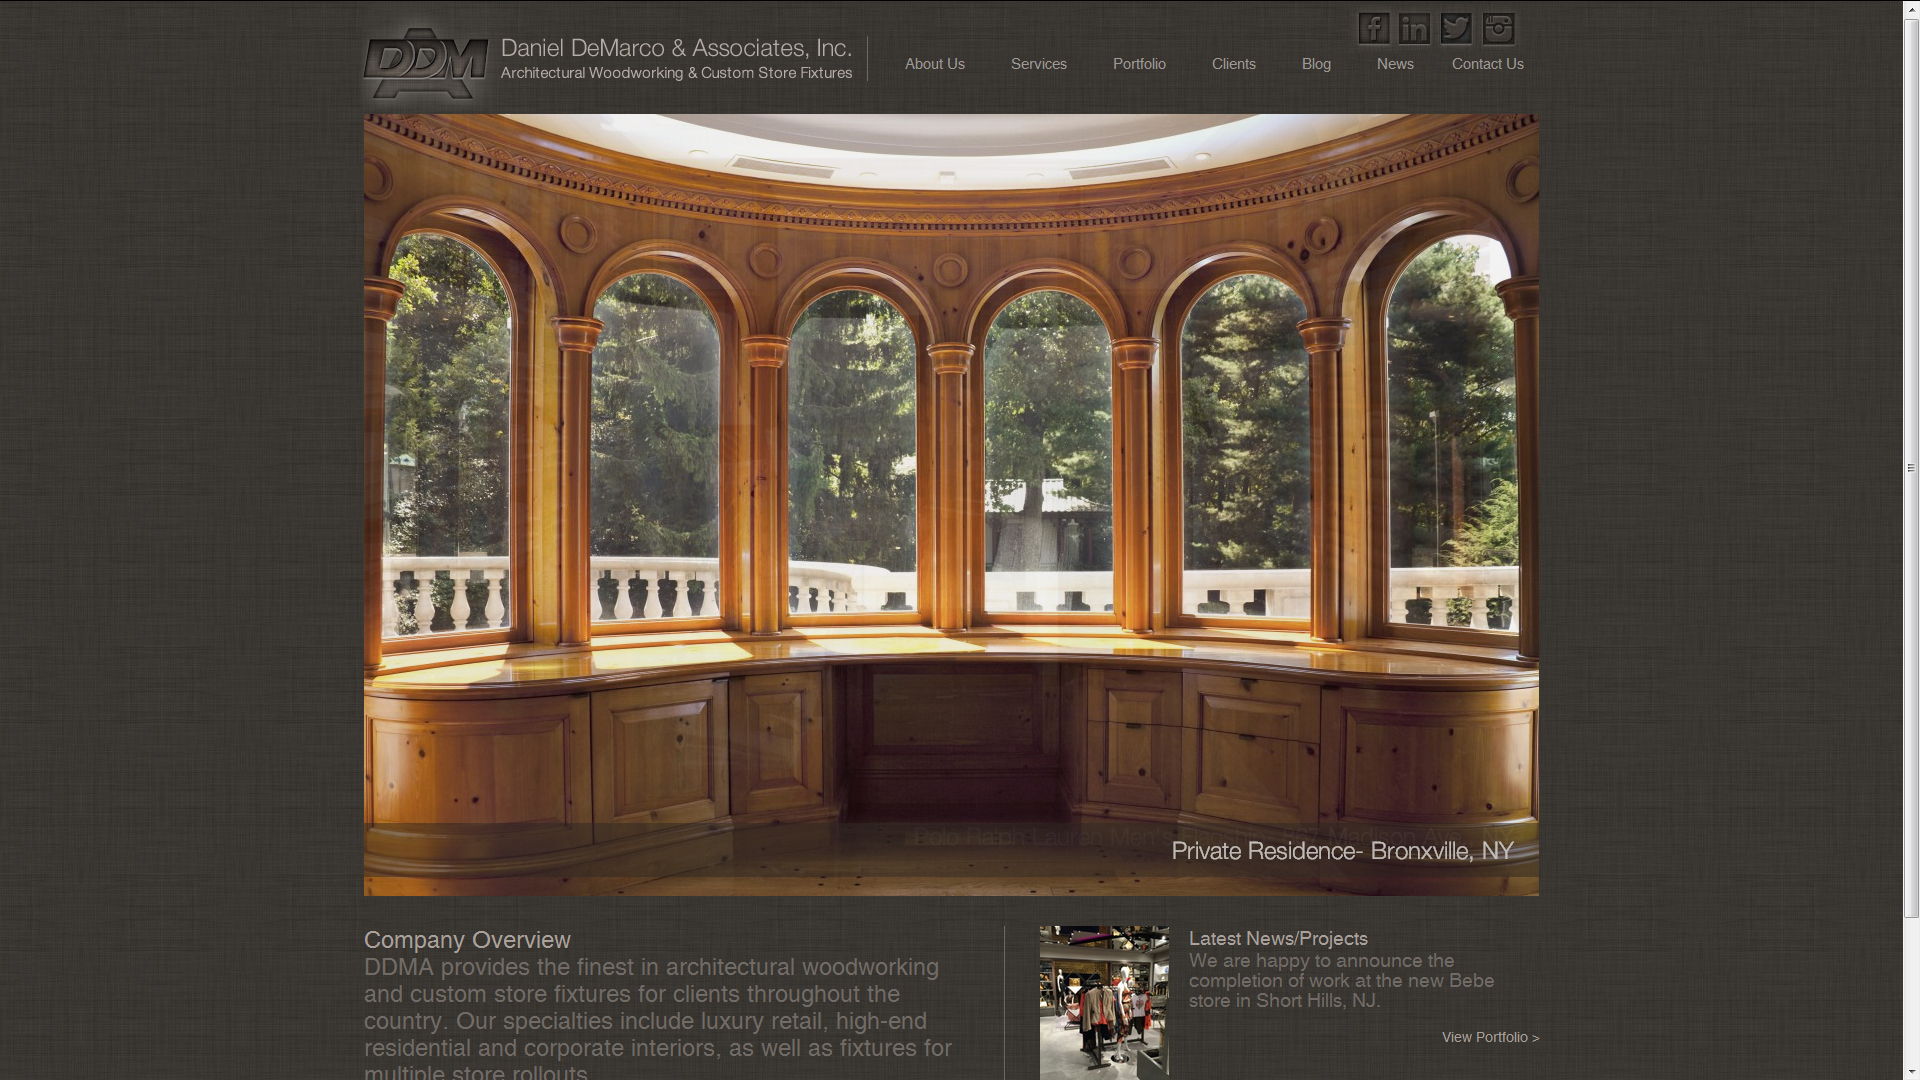 DDM
Daniel DeMarco & Associates, Inc.
Architectural Woodworking & Custom Store Fixtures
About Us Services Portfolio Clients Blog News Contact Us
Polo Ralph Lauren Men's Flagship- 867 Madison Ave, NY
Private Residence- Bronxville, NY
Company Overview
DDMA provides the finest in architectural woodworking
and custom store fixtures for clients throughout the
country. Our specialties include luxury retail, high-end
residential and corporate interiors, as well as fixtures for
multiple store rollouts.
Latest News/Projects
We are happy to announce the
completion of work at the new Bebe
store in Short Hills, NJ.
View Portfolio >